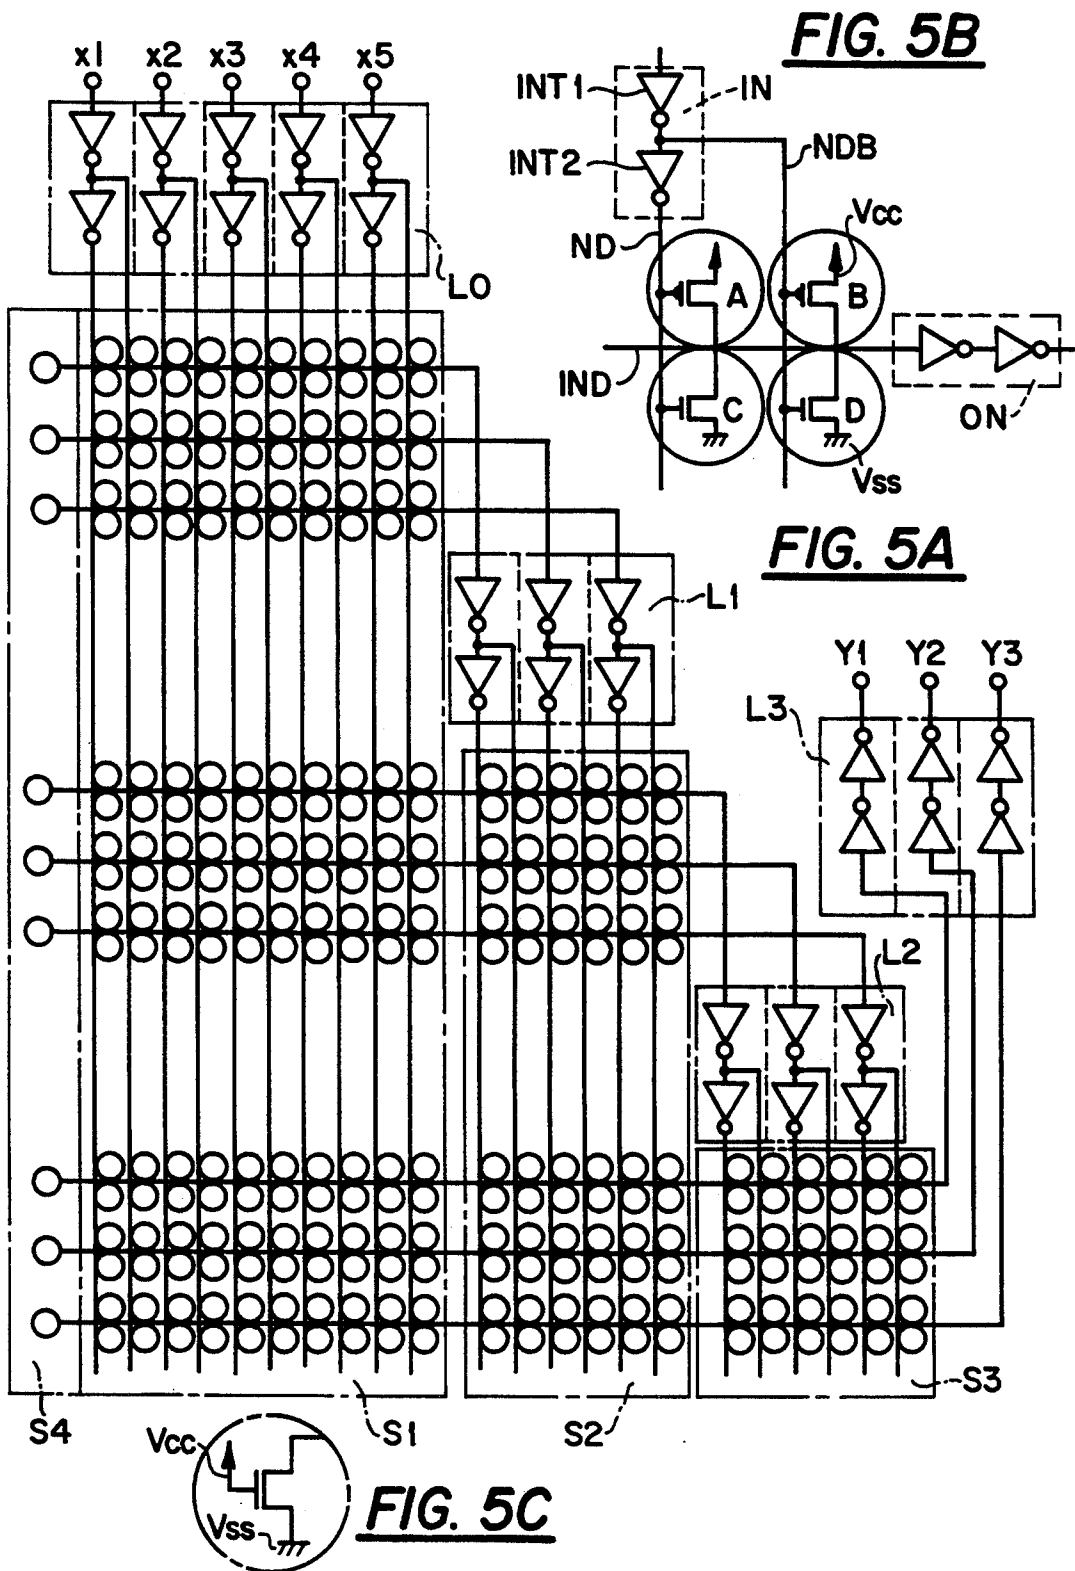 FIG. 5B
x1 x2 x3 x4 x5
INT1
IN
INT2
NDB
ND
Vcc
L0
A
B
IND
C
D
ON
Vss
FIG. 5A
L1
Y1 Y2 Y3
L3
L2
S4
S1
S2
S3
Vcc
Vss
FIG. 5C